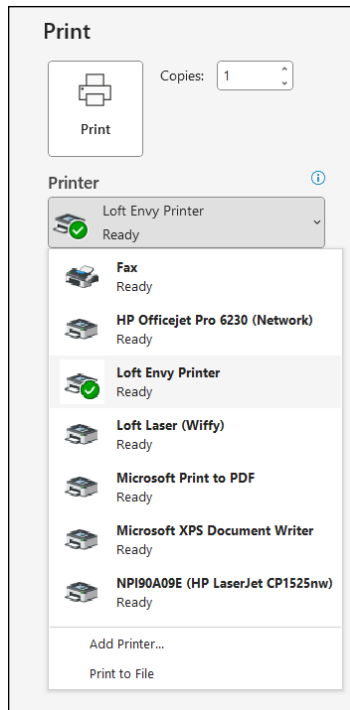 Print
Copies: 1
Print
Printer
Loft Envy Printer
Ready
Fax
Ready
HP Officejet Pro 6230 (Network)
Ready
Loft Envy Printer
Ready
Loft Laser (Wiffy)
Ready
Microsoft Print to PDF
Ready
Microsoft XPS Document Writer
Ready
NPI90A09E (HP LaserJet CP1525nw)
Ready
Add Printer...
Print to File